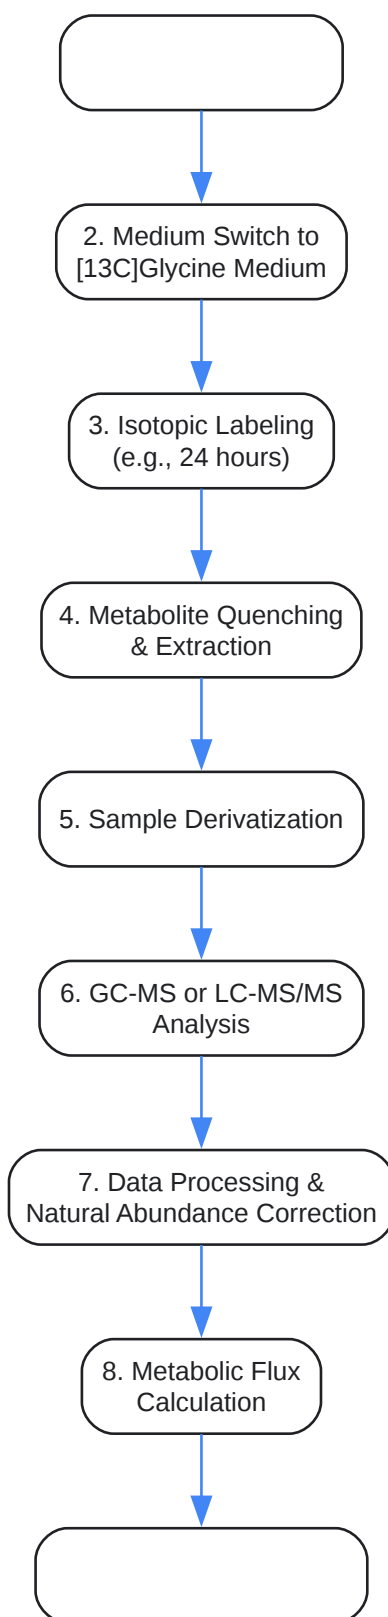 2. Medium Switch to
[13C]Glycine Medium
3. Isotopic Labeling
(e.g., 24 hours)
4. Metabolite Quenching
& Extraction
5. Sample Derivatization
6. GC-MS or LC-MS/MS
Analysis
7. Data Processing &
Natural Abundance Correction
8. Metabolic Flux
Calculation